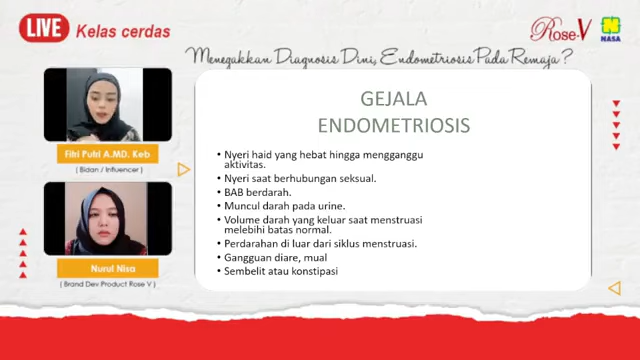 LIVE Kelas cerdas
Rose-V
NASA
Menegakkan Diagnosis Dini, Endometriosis Pada Remaja?
Fitri Putri A.MD. Keb
( Bidan / Influencer )
Nurul Nisa
( Brand Dev Product Rose V )
GEJALA
ENDOMETRIOSIS
• Nyeri haid yang hebat hingga mengganggu
aktivitas.
• Nyeri saat berhubungan seksual.
• BAB berdarah.
• Muncul darah pada urine.
• Volume darah yang keluar saat menstruasi
melebihi batas normal.
• Perdarahan di luar dari siklus menstruasi.
• Gangguan diare, mual
• Sembelit atau konstipasi